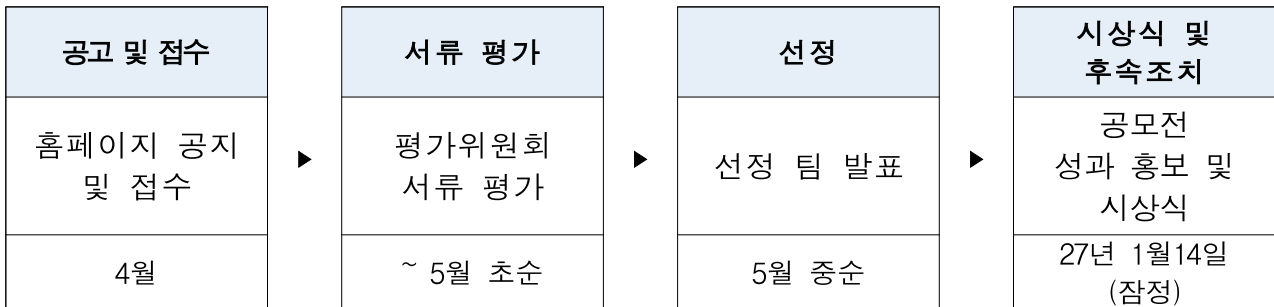 공고 및 접수
홈페이지 공지
및 접수
4월
▶
서류 평가
평가위원회
서류 평가
~ 5월 초순
▶
선정
선정 팀 발표
5월 중순
▶
시상식 및
후속조치
공모전
성과 홍보 및
시상식
27년 1월14일
(잠정)